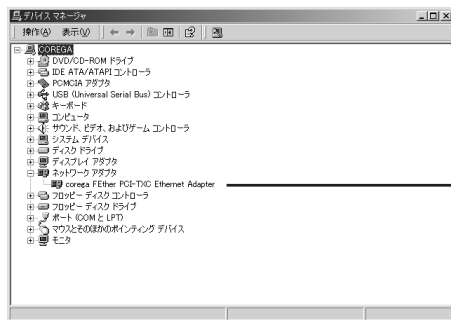 デバイス マネージャ
操作(A) 表示(V)
COREGA
DVD/CD-ROM ドライブ
IDE ATA/ATAPI コントローラ
PCMCIA アダプタ
USB (Universal Serial Bus) コントローラ
キーボード
コンピュータ
サウンド、ビデオ、およびゲーム コントローラ
システム デバイス
ディスク ドライブ
ディスプレイ アダプタ
ネットワーク アダプタ
corega FEther PCI-TXC Ethernet Adapter
フロッピー ディスク コントローラ
フロッピー ディスク ドライブ
ポート (COM と LPT)
マウスとそのほかのポインティング デバイス
モニタ